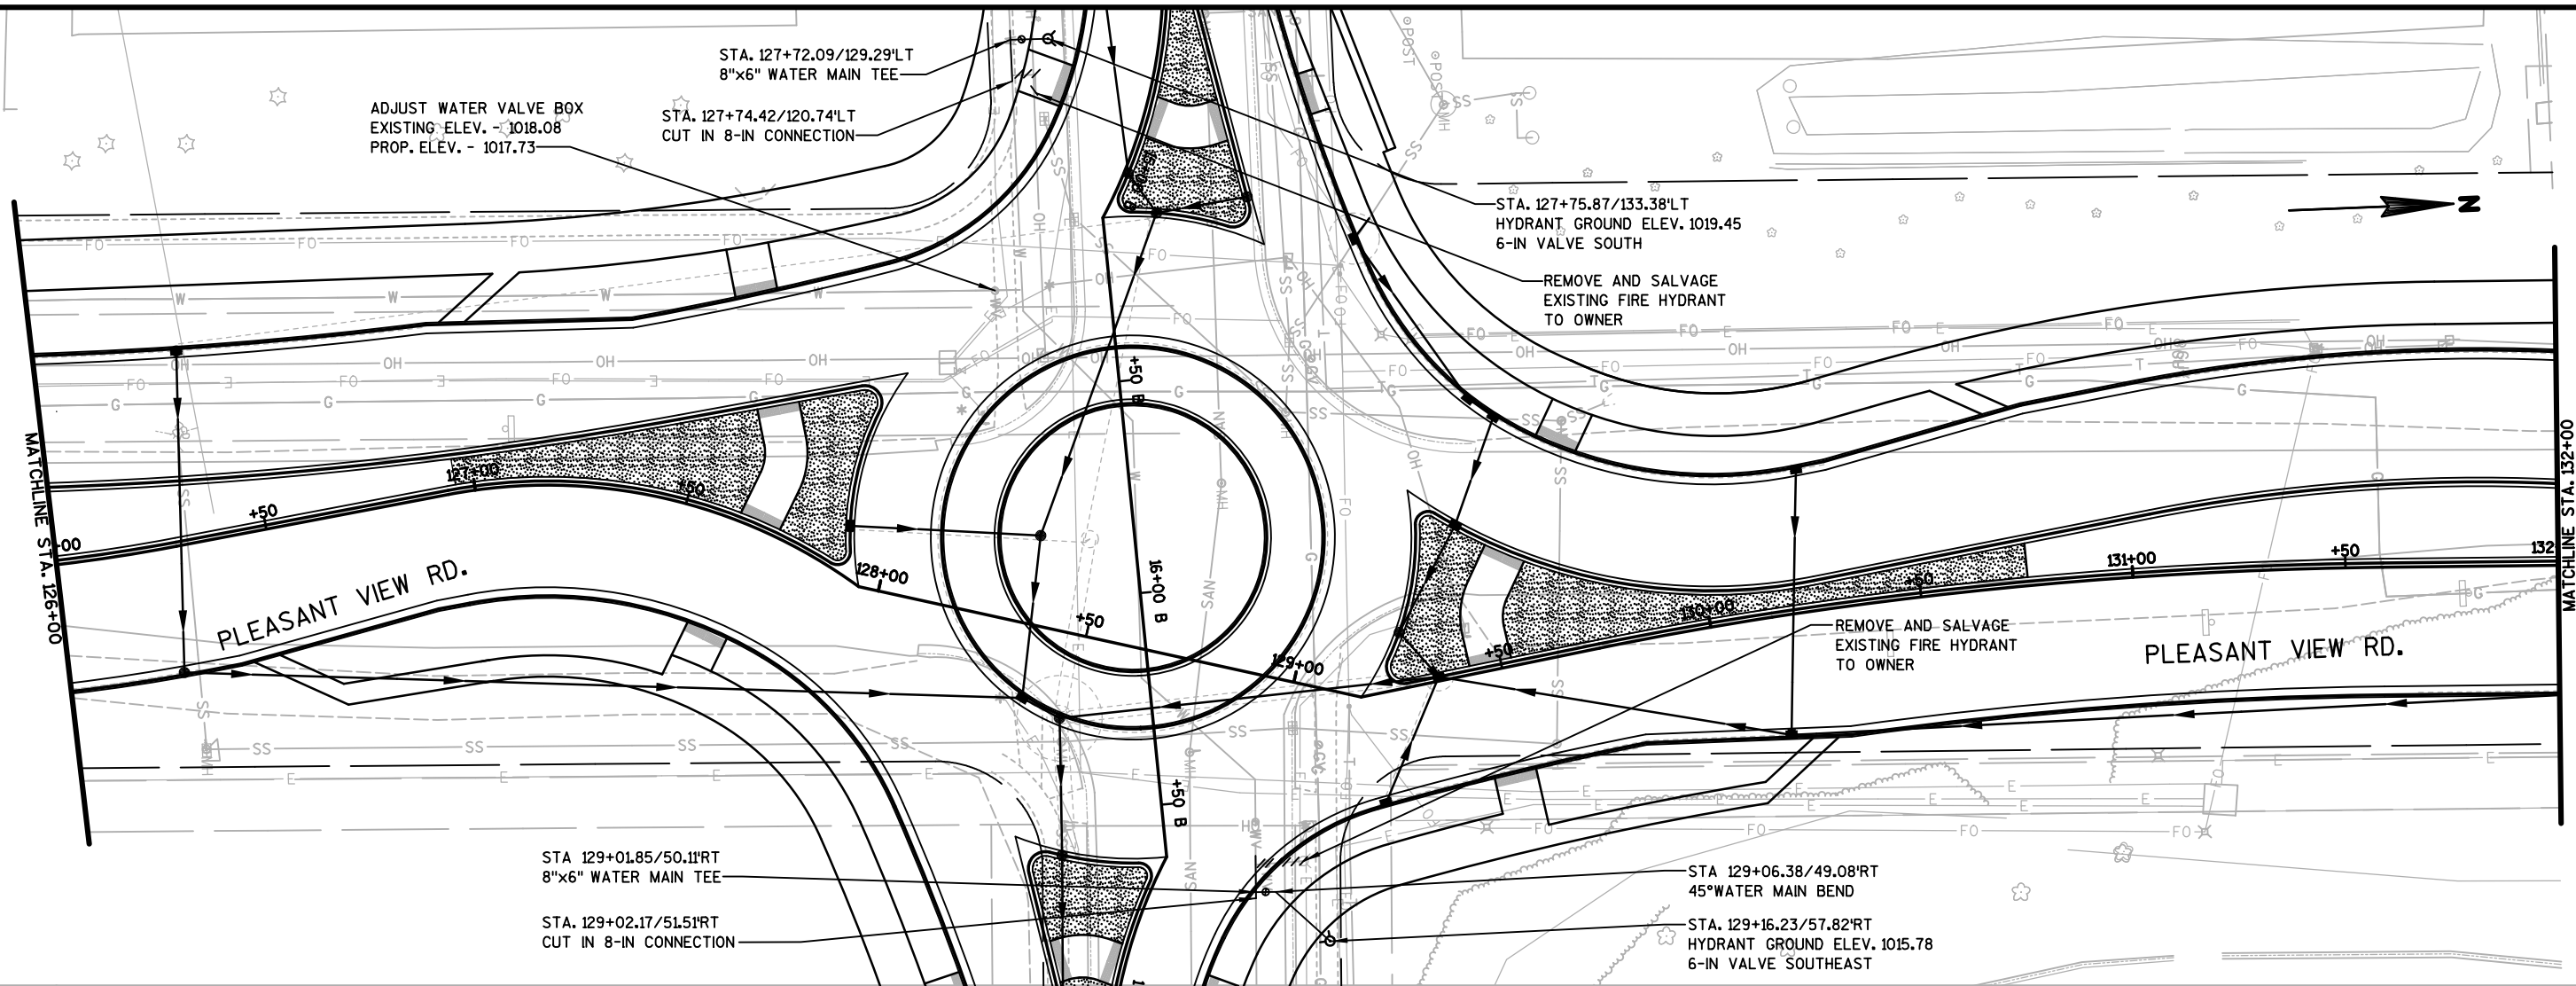 STA. 127+72.09/129.29'LT
8"x6" WATER MAIN TEE
ADJUST WATER VALVE BOX
EXISTING ELEV. - 1018.08
PROP. ELEV. - 1017.73
STA. 127+74.42/120.74'LT
CUT IN 8-IN CONNECTION
STA. 127+75.87/133.38'LT
HYDRANT GROUND ELEV. 1019.45
6-IN VALVE SOUTH
REMOVE AND SALVAGE
EXISTING FIRE HYDRANT
TO OWNER
N
MATCHLINE STA. 126+00
+00
+50
127+00
+50
128+00
+50
129+00
+50
130+00
+50
131+00
+50
132
MATCHLINE STA. 132+00
+50 B
16+00 B
+50 B
PLEASANT VIEW RD.
PLEASANT VIEW RD.
REMOVE AND SALVAGE
EXISTING FIRE HYDRANT
TO OWNER
STA 129+01.85/50.11'RT
8"x6" WATER MAIN TEE
STA. 129+02.17/51.51'RT
CUT IN 8-IN CONNECTION
STA 129+06.38/49.08'RT
45°WATER MAIN BEND
STA. 129+16.23/57.82'RT
HYDRANT GROUND ELEV. 1015.78
6-IN VALVE SOUTHEAST